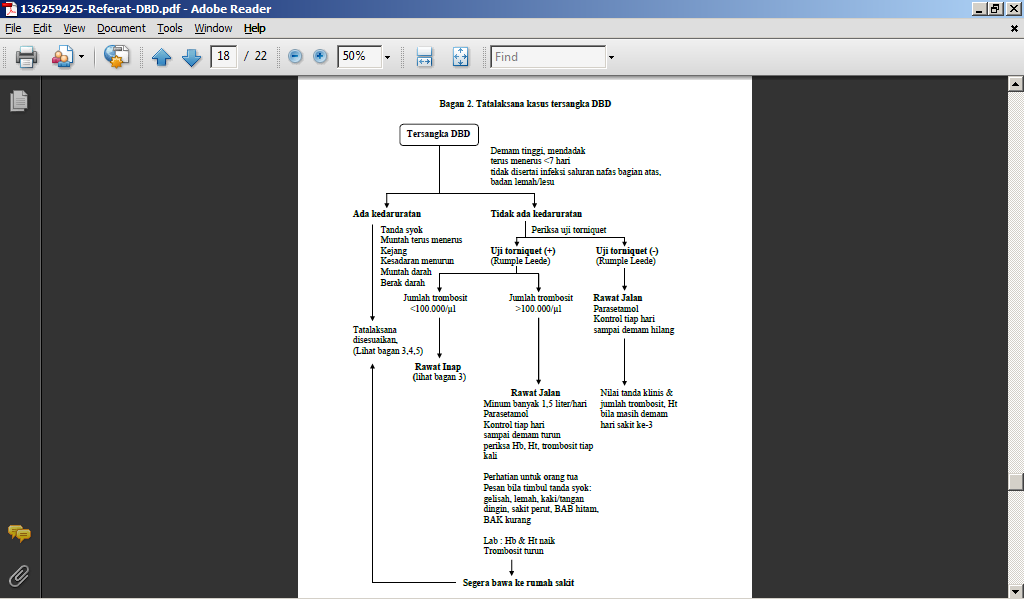 136259425-Referat-DBD.pdf - Adobe Reader
File Edit View Document Tools Window Help
18 / 22 50% Find
Bagan 2. Tatalaksana kasus tersangka DBD
Tersangka DBD
Demam tinggi, mendadak
terus menerus <7 hari
tidak disertai infeksi saluran nafas bagian atas,
badan lemah/lesu
Ada kedaruratan
Tanda syok
Muntah terus menerus
Kejang
Kesadaran menurun
Muntah darah
Berak darah
Tatalaksana
disesuaikan,
(Lihat bagan 3,4,5)
Tidak ada kedaruratan
Periksa uji torniquet
Uji torniquet (+)
(Rumple Leede)
Jumlah trombosit
<100.000/µl
Rawat Inap
(lihat bagan 3)
Jumlah trombosit
>100.000/µl
Rawat Jalan
Minum banyak 1,5 liter/hari
Parasetamol
Kontrol tiap hari
sampai demam turun
periksa Hb, Ht, trombosit tiap
kali
Perhatian untuk orang tua
Pesan bila timbul tanda syok:
gelisah, lemah, kaki/tangan
dingin, sakit perut, BAB hitam,
BAK kurang
Lab : Hb & Ht naik
Trombosit turun
Uji torniquet (-)
(Rumple Leede)
Rawat Jalan
Parasetamol
Kontrol tiap hari
sampai demam hilang
Nilai tanda klinis &
jumlah trombosit, Ht
bila masih demam
hari sakit ke-3
Segera bawa ke rumah sakit